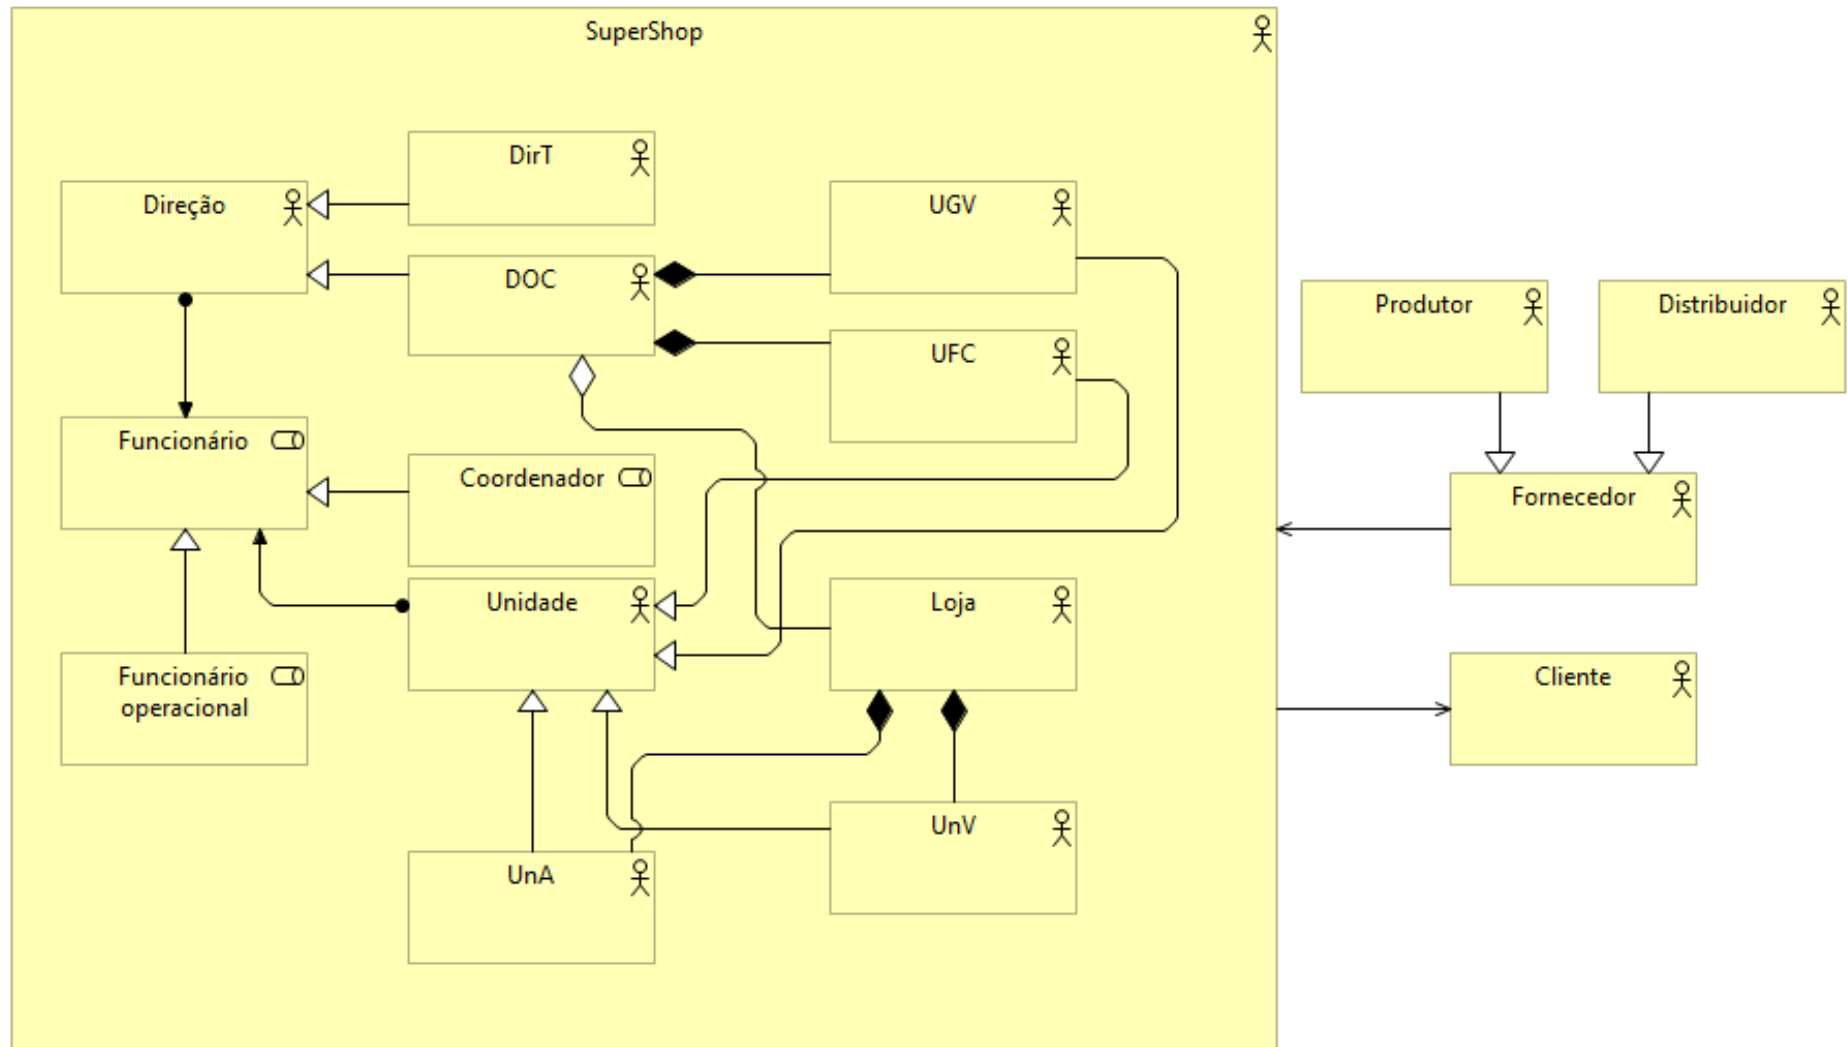 SuperShop
DirT
Direção
UGV
DOC
Produtor
Distribuidor
UFC
Funcionário
Coordenador
Fornecedor
Unidade
Loja
Funcionário
operacional
Cliente
UnV
UnA